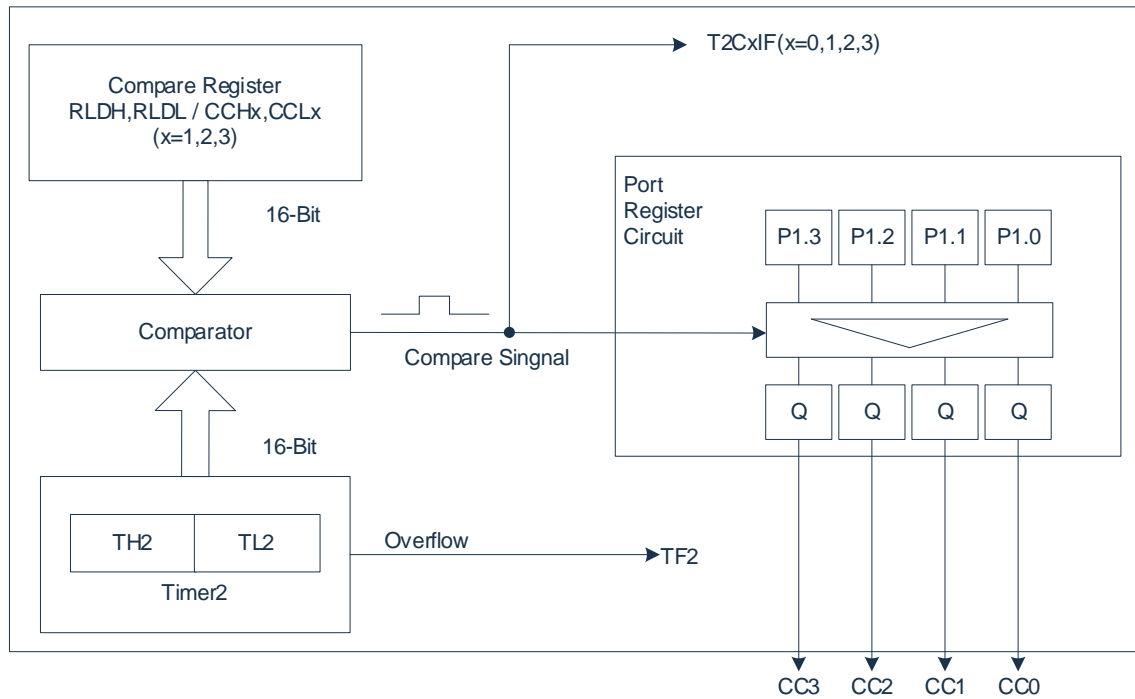 T2CxIF(x=0,1,2,3)
Compare Register
RLDH,RLDL / CCHx,CCLx
(x=1,2,3)
16-Bit
Port
Register
Circuit
P1.3
P1.2
P1.1
P1.0
Comparator
Compare Singnal
Q
Q
Q
Q
16-Bit
TH2
TL2
Timer2
Overflow
TF2
CC3
CC2
CC1
CC0